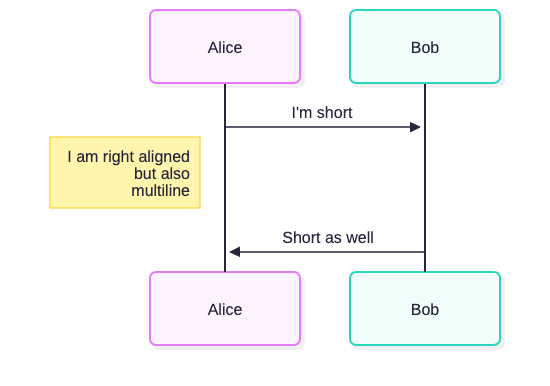 Alice
Bob
I'm short
I am right aligned
but also
multiline
Short as well
Alice
Bob